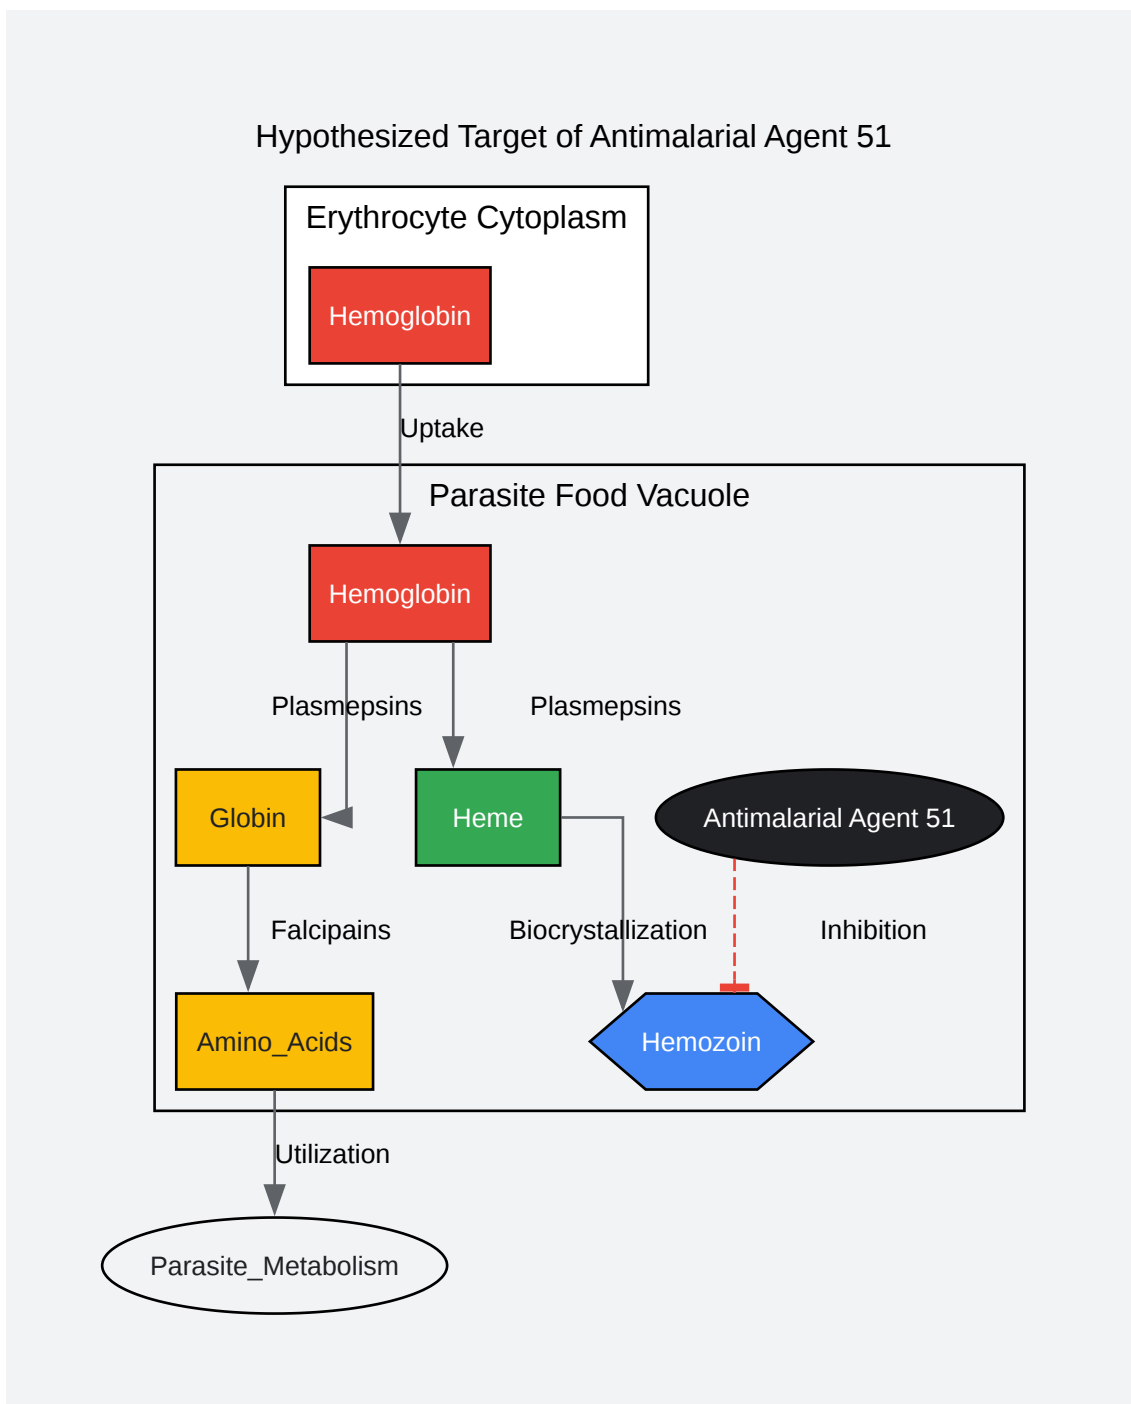 Hypothesized Target of Antimalarial Agent 51
Erythrocyte Cytoplasm
Hemoglobin
Uptake
Parasite Food Vacuole
Hemoglobin
Plasmepsins
Plasmepsins
Globin
Heme
Antimalarial Agent 51
Falcipains
Biocrystallization
Inhibition
Amino_Acids
Hemozoin
Utilization
Parasite_Metabolism